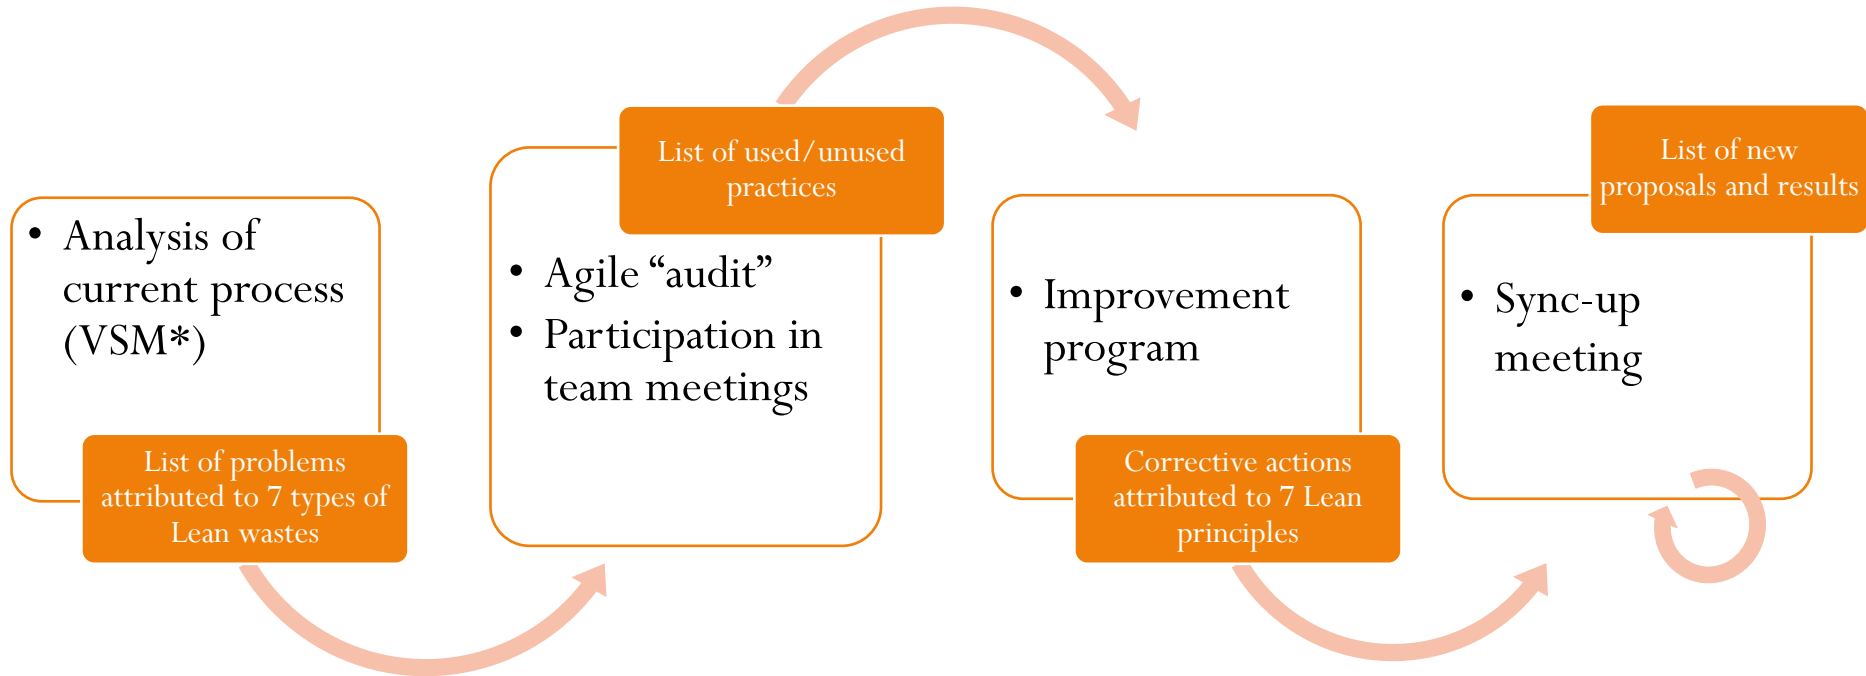 • Analysis of
current process
(VSM*)
List of problems
attributed to 7 types of
Lean wastes
List of used/unused
practices
• Agile “audit”
• Participation in
team meetings
• Improvement
program
Corrective actions
attributed to 7 Lean
principles
List of new
proposals and results
• Sync-up
meeting